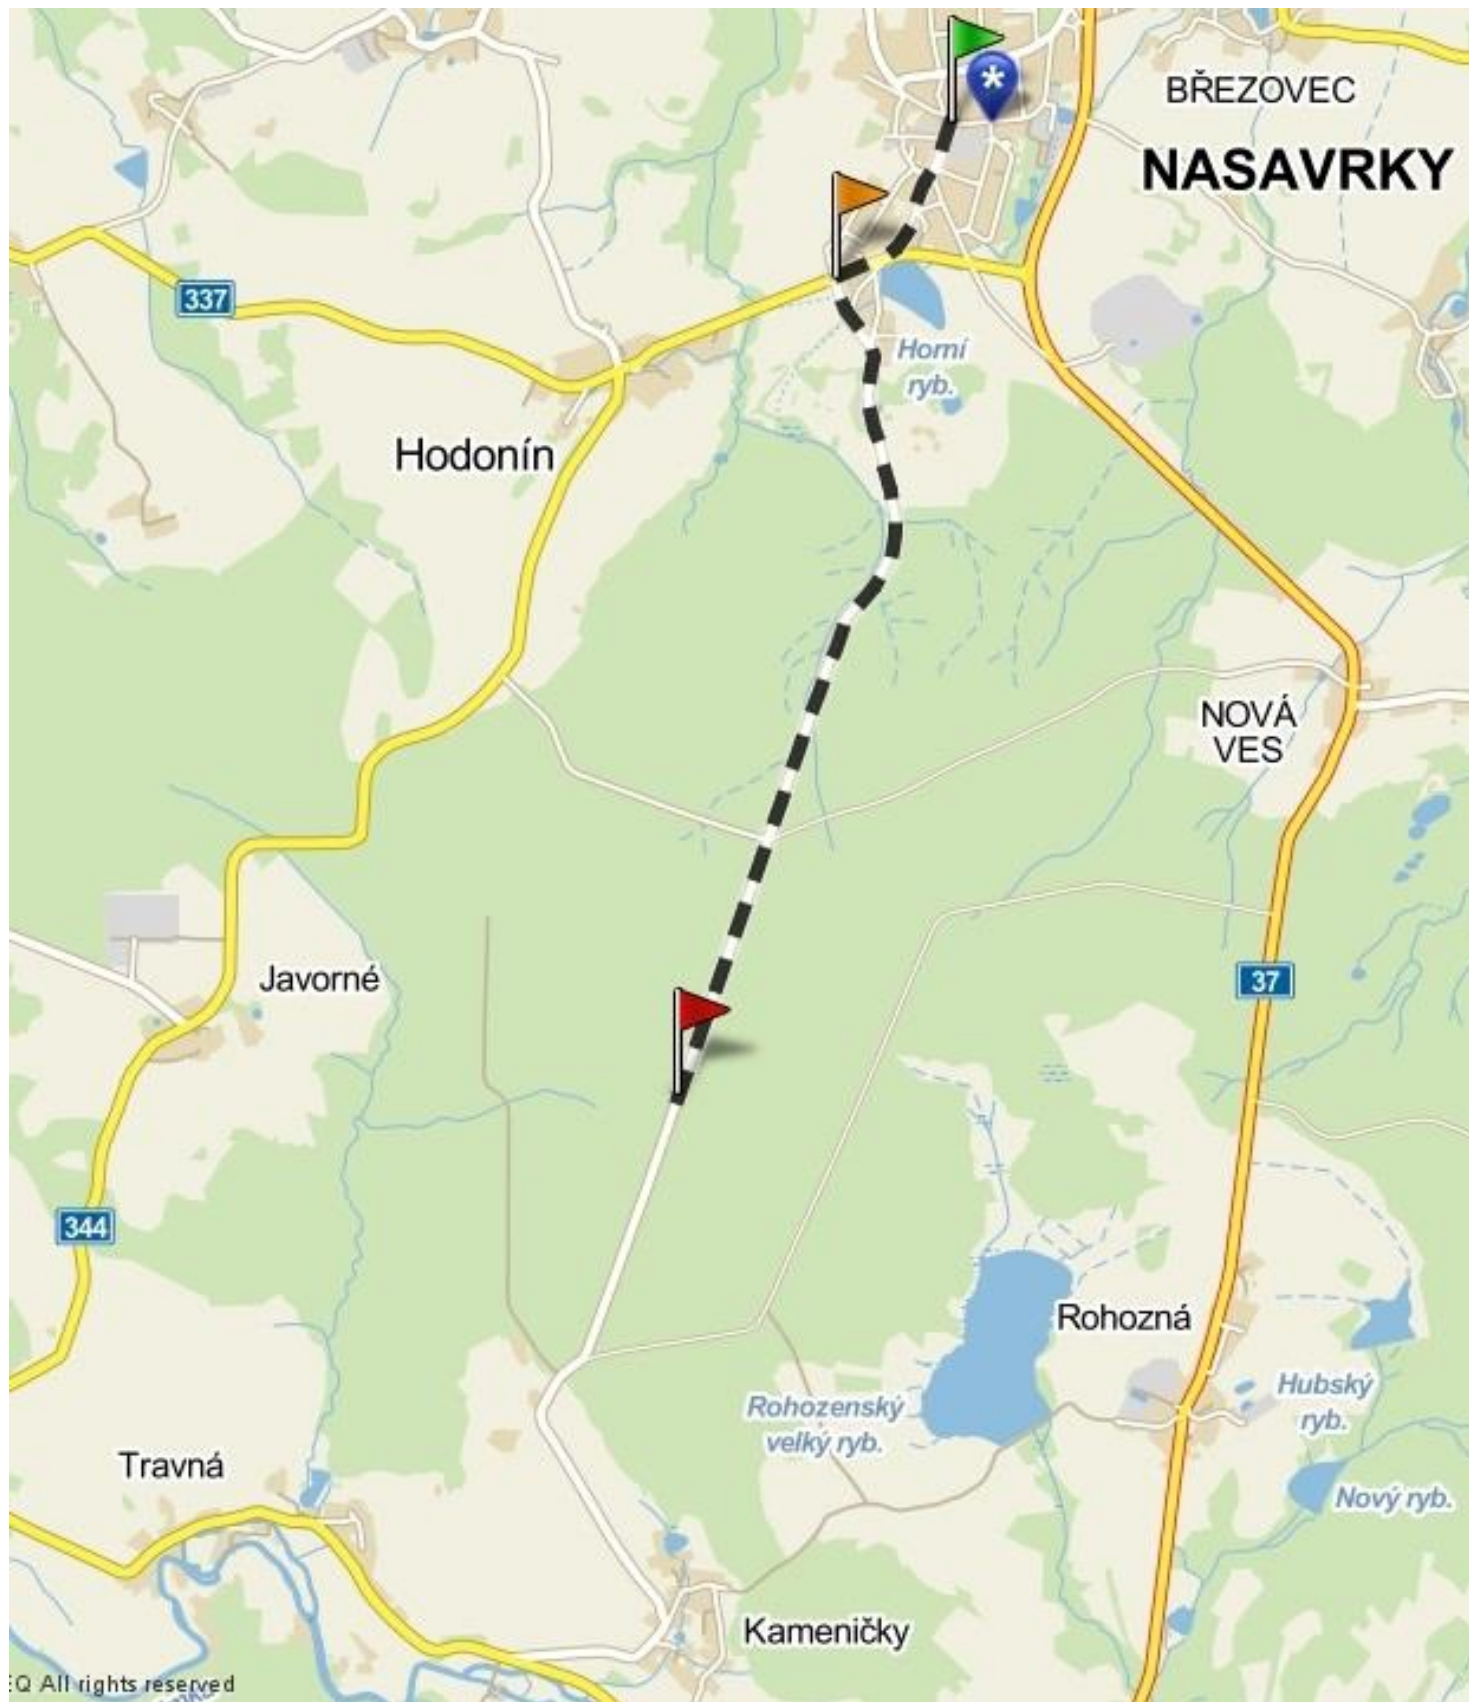 BŘEZOVEC
NASAVRKY
337
Horní
ryb.
Hodonín
NOVÁ
VES
37
Javorné
344
Rohozná
Hubský
ryb.
Rohozenský
velký ryb.
Travná
Nový ryb.
Kameničky
All rights reserved